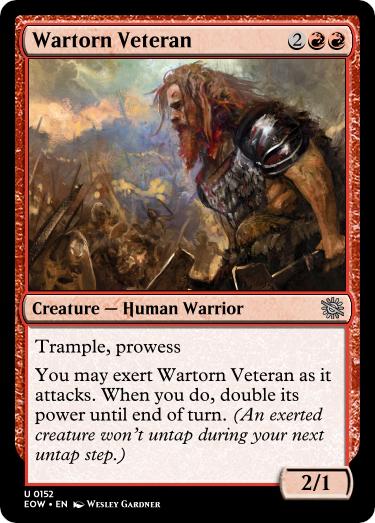 Wartorn Veteran 2
Creature — Human Warrior
Trample, prowess
You may exert Wartorn Veteran as it
attacks. When you do, double its
power until end of turn. (An exerted
creature won't untap during your next
untap step.)
2/1
U 0152
EOW • EN Wesley Gardner